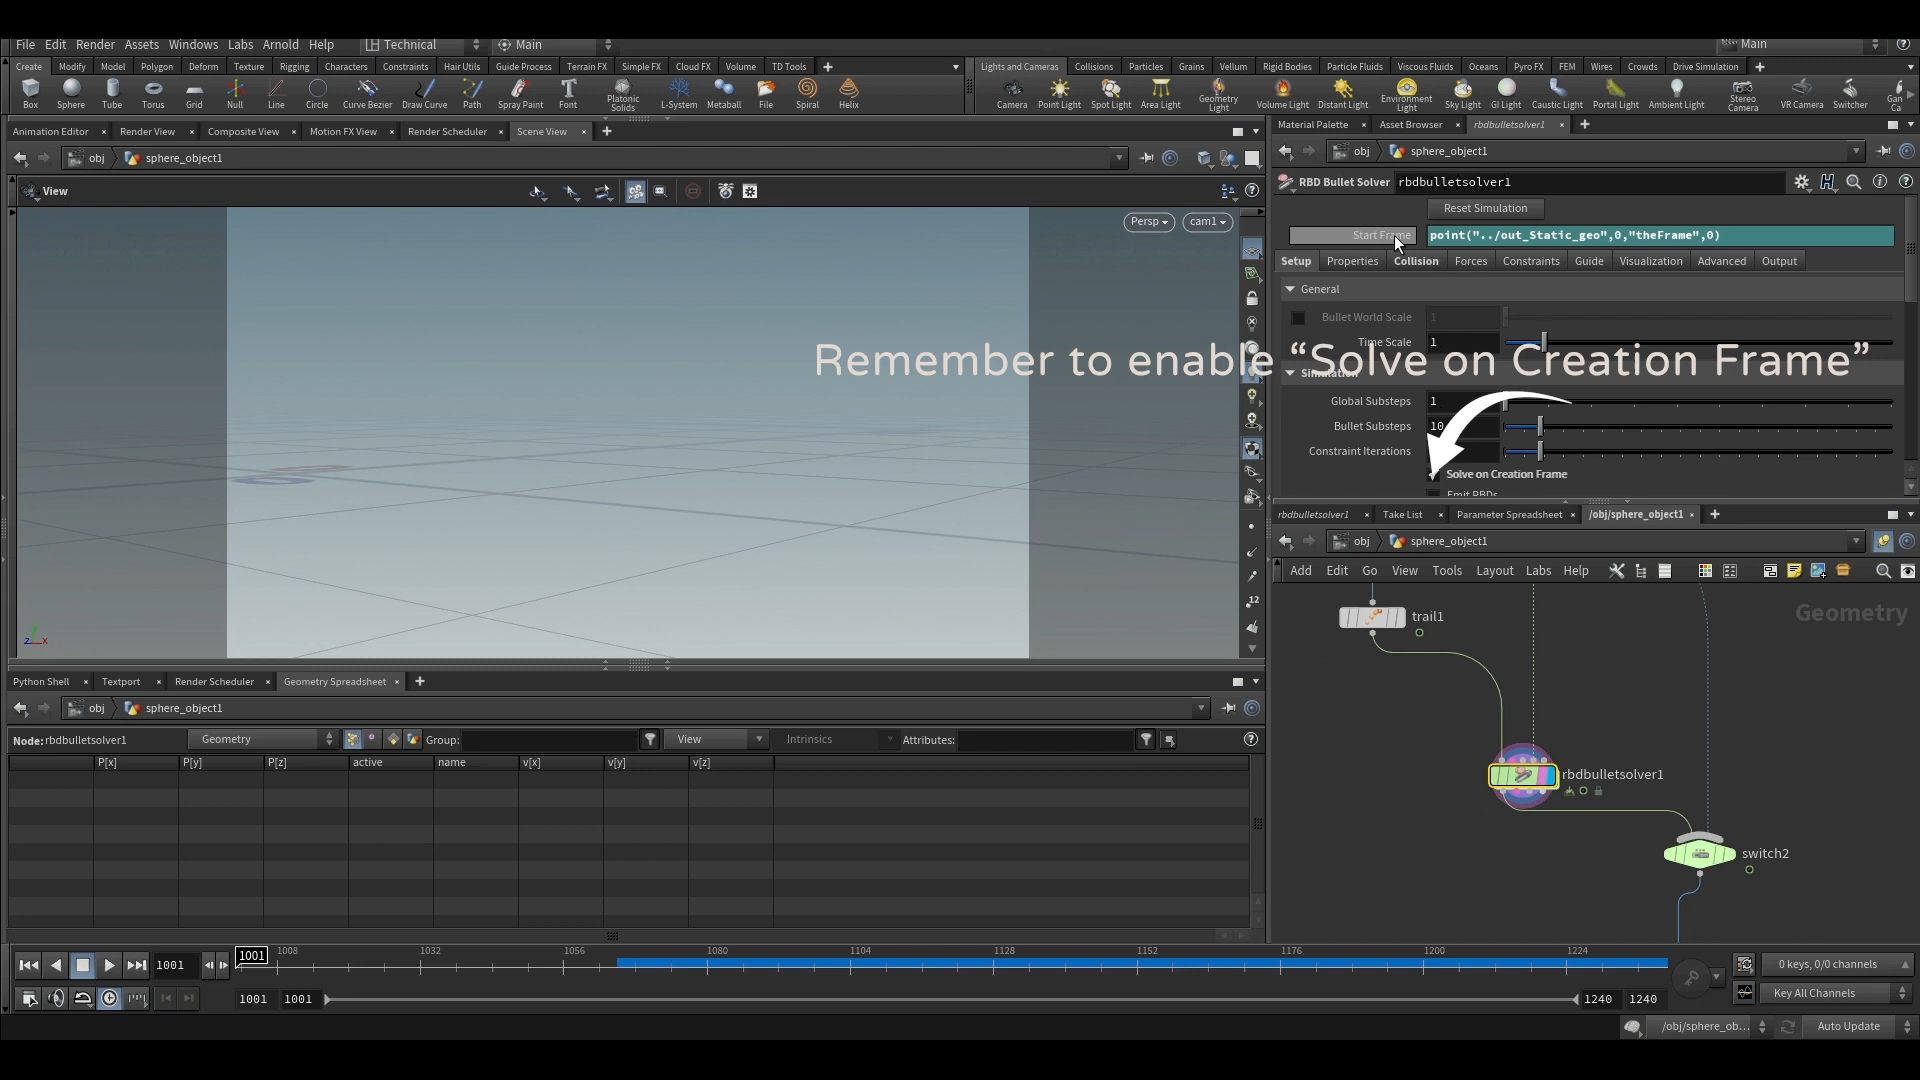 File Edit Render Assets Windows Labs Arnold Help Technical Main Main
Create Modify Model Polygon Deform Texture Rigging Characters Constraints Hair Utils Guide Process Terrain FX Simple FX Cloud FX Volume TD Tools
Lights and Cameras Collisions Particles Grains Vellum Rigid Bodies Particle Fluids Viscous Fluids Oceans Pyro FX FEM Wires Crowds Drive Simulation
Box Sphere Tube Torus Grid Null Line Circle Curve Bezier Draw Curve Path Spray Paint Font Platonic Solids L-System Metaball File Spiral Helix
Camera Point Light Spot Light Area Light Geometry Light Volume Light Distant Light Environment Light Sky Light GI Light Caustic Light Portal Light Ambient Light Stereo Camera VR Camera Switcher Gan Ca
Animation Editor Render View Composite View Motion FX View Render Scheduler Scene View
obj sphere_object1
View
Persp cam1
12
z x
Material Palette Asset Browser rbdbulletsolver1
obj sphere_object1
RBD Bullet Solver rbdbulletsolver1
Reset Simulation
Start Frame point("../out_Static_geo",0,"theFrame",0)
Setup Properties Collision Forces Constraints Guide Visualization Advanced Output
General
Bullet World Scale 1
Time Scale 1
Remember to enable “Solve on Creation Frame”
Simulation
Global Substeps 1
Bullet Substeps 10
Constraint Iterations
Solve on Creation Frame
Emit RBDs
rbdbulletsolver1 Take List Parameter Spreadsheet /obj/sphere_object1
obj sphere_object1
Add Edit Go View Tools Layout Labs Help
Geometry
trail1
rbdbulletsolver1
switch2
Python Shell Textport Render Scheduler Geometry Spreadsheet
obj sphere_object1
Node: rbdbulletsolver1 Geometry Group: View Intrinsics Attributes:
P[x] P[y] P[z] active name v[x] v[y] v[z]
1001 1001 1008 1032 1056 1080 1104 1128 1152 1176 1200 1224
0 keys, 0/0 channels
1001 1001 1240 1240
Key All Channels
/obj/sphere_ob... Auto Update